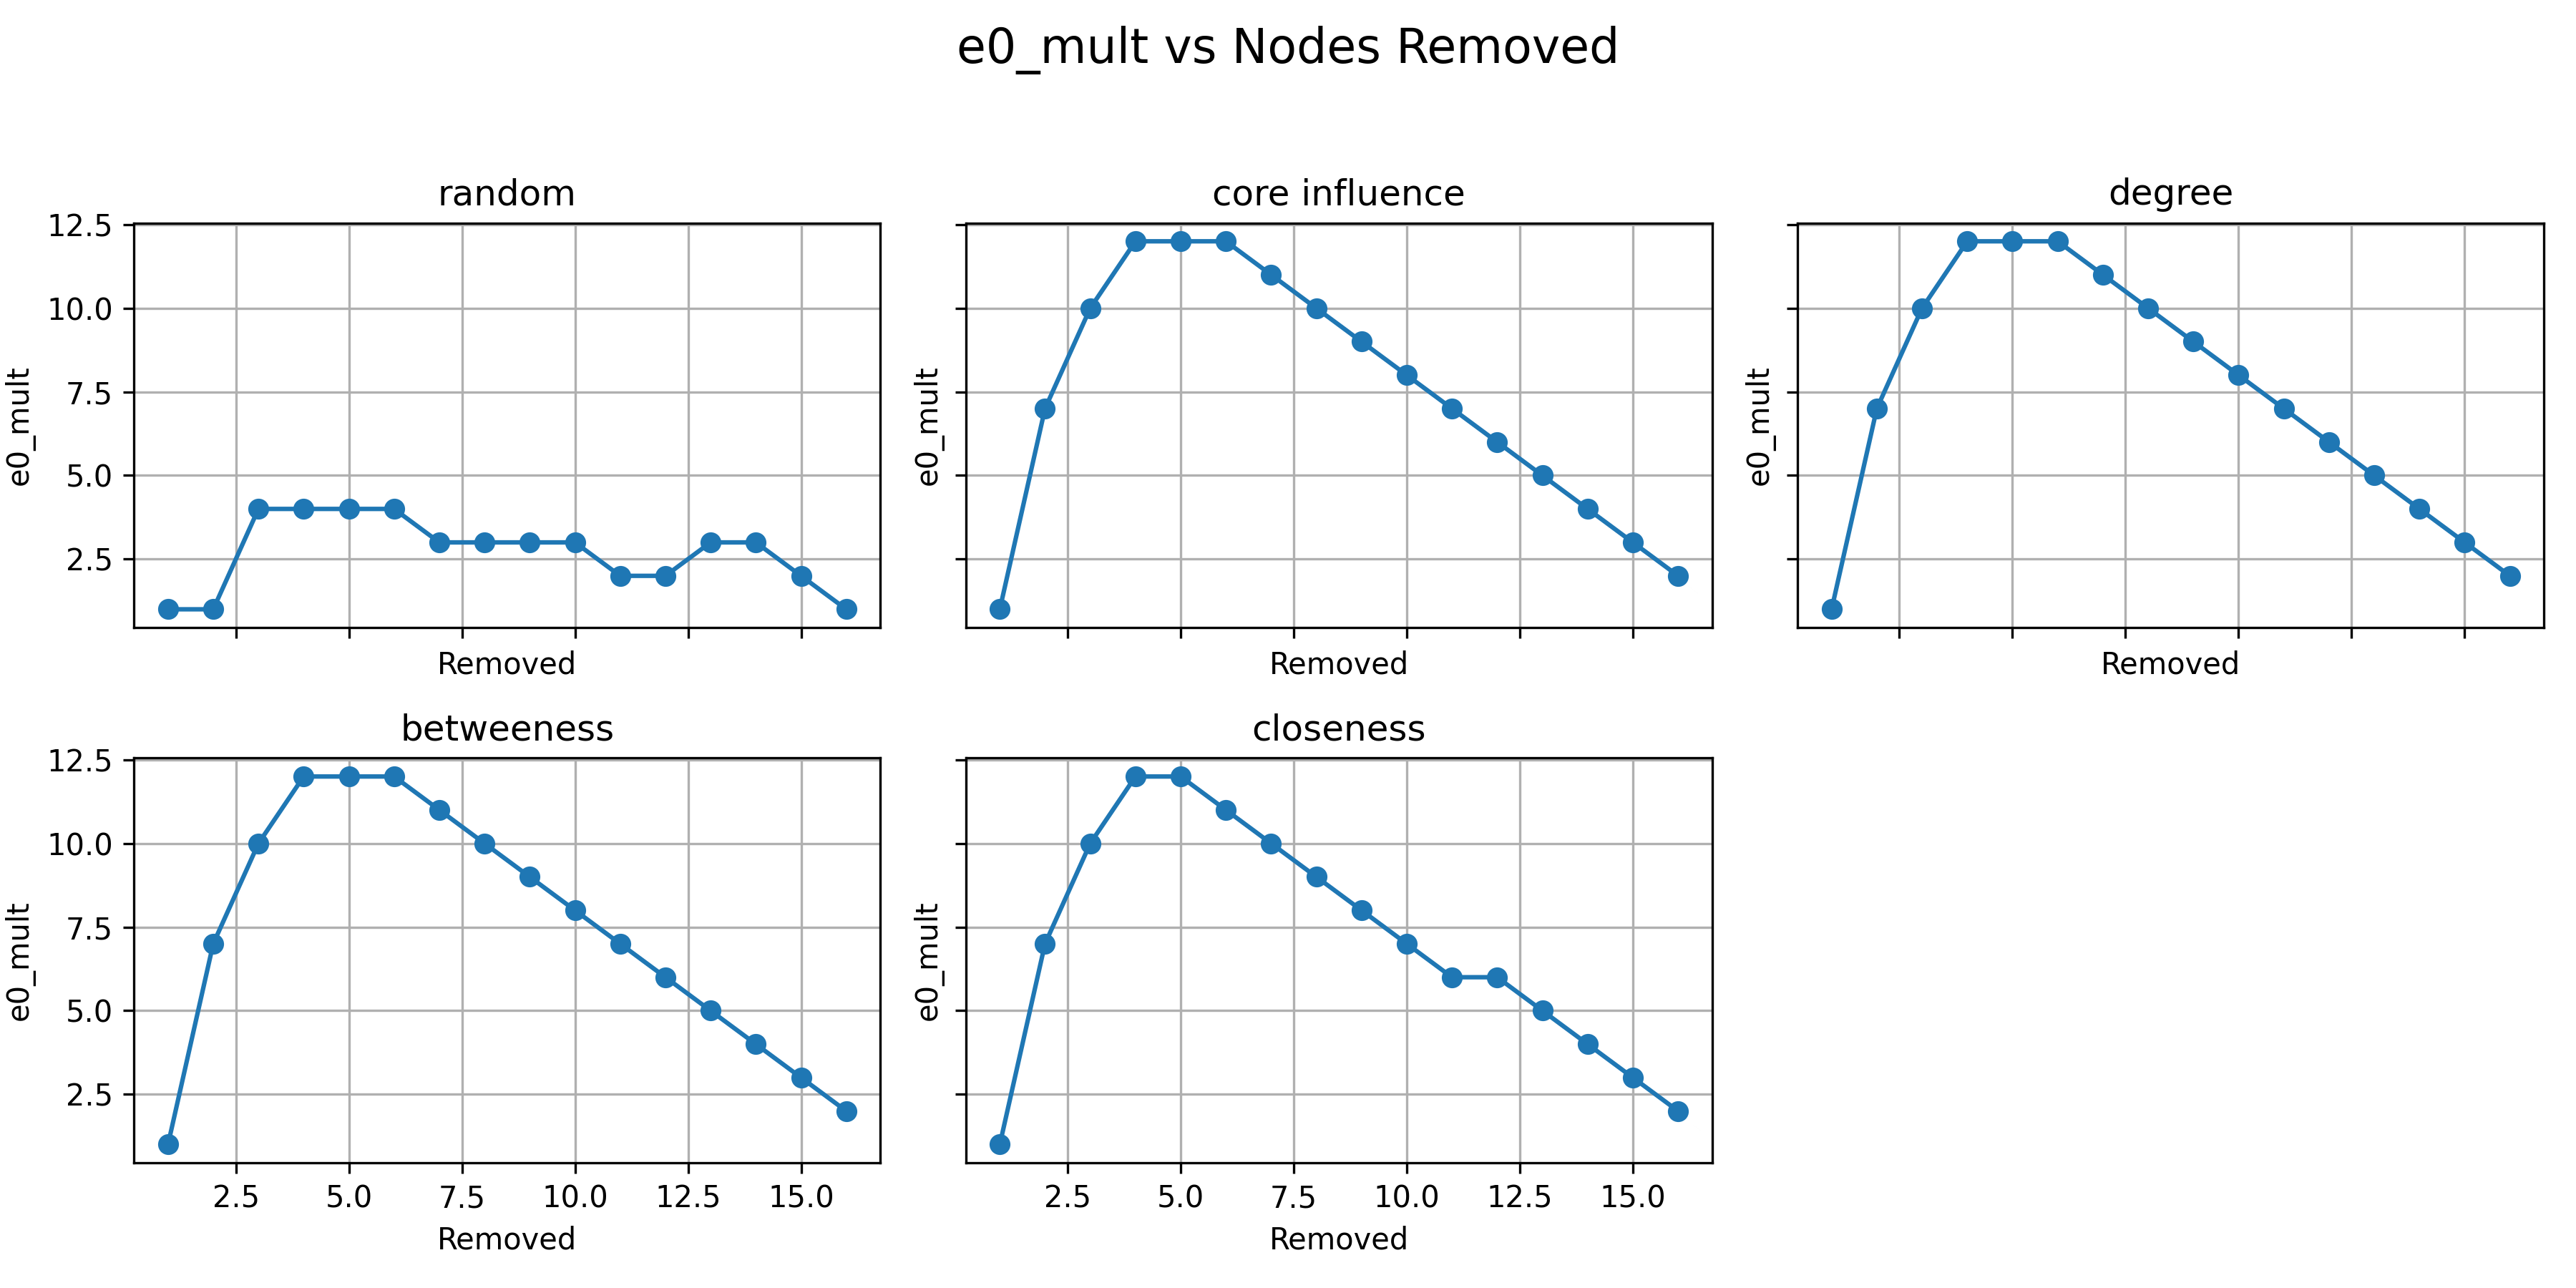 e0_mult vs Nodes Removed
random
core influence
degree
12.5
10.0
7.5
5.0
2.5
e0_mult
e0_mult
e0_mult
Removed
Removed
Removed
betweeness
closeness
12.5
10.0
7.5
5.0
2.5
e0_mult
e0_mult
2.5 5.0 7.5 10.0 12.5 15.0
2.5 5.0 7.5 10.0 12.5 15.0
Removed
Removed